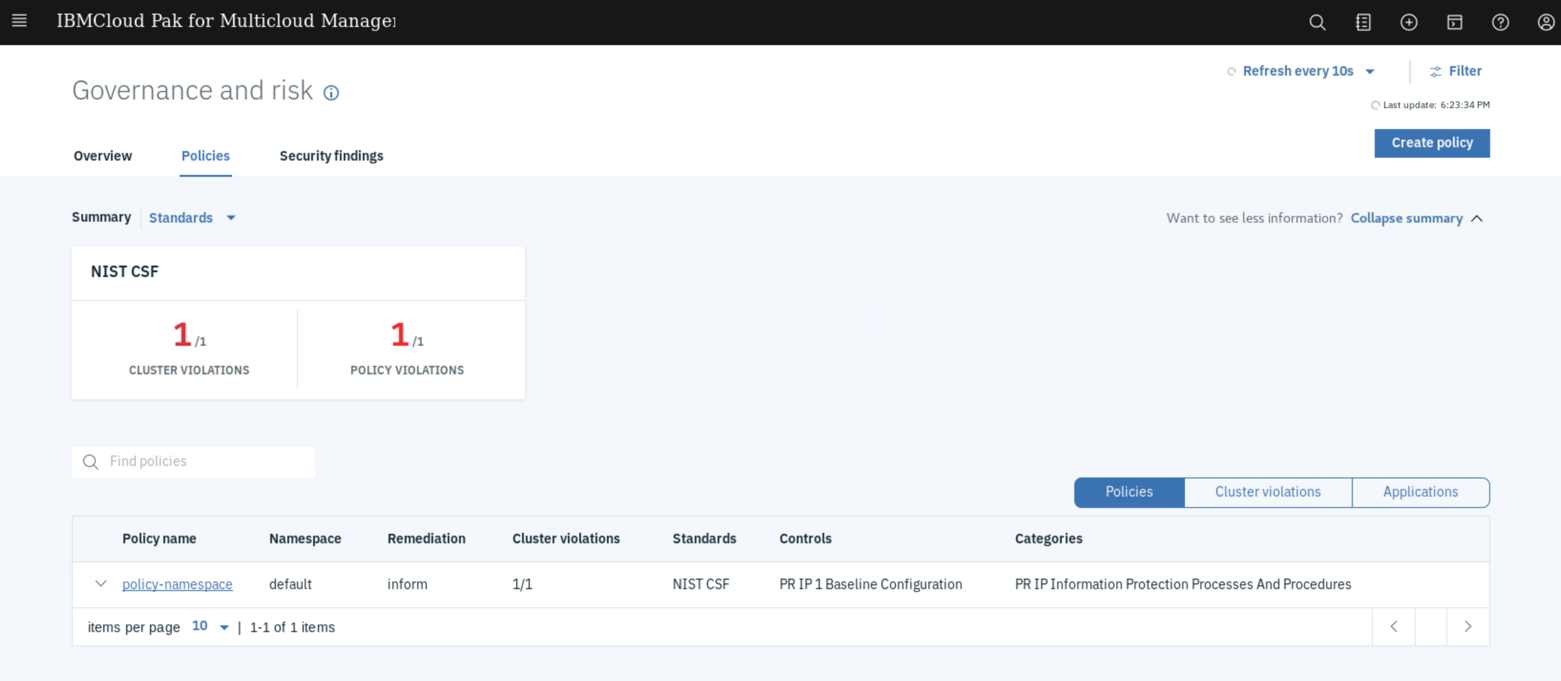 IBMCloud Pak for Multicloud Manager
Refresh every 10s Filter
Governance and risk
Last update: 6:23:34 PM
Create policy
Overview Policies Security findings
Summary Standards Want to see less information? Collapse summary
NIST CSF
1/1 1/1
CLUSTER VIOLATIONS POLICY VIOLATIONS
Find policies
Policies Cluster violations Applications
Policy name Namespace Remediation Cluster violations Standards Controls Categories
policy-namespace default inform 1/1 NIST CSF PR IP 1 Baseline Configuration PR IP Information Protection Processes And Procedures
items per page 10 | 1-1 of 1 items